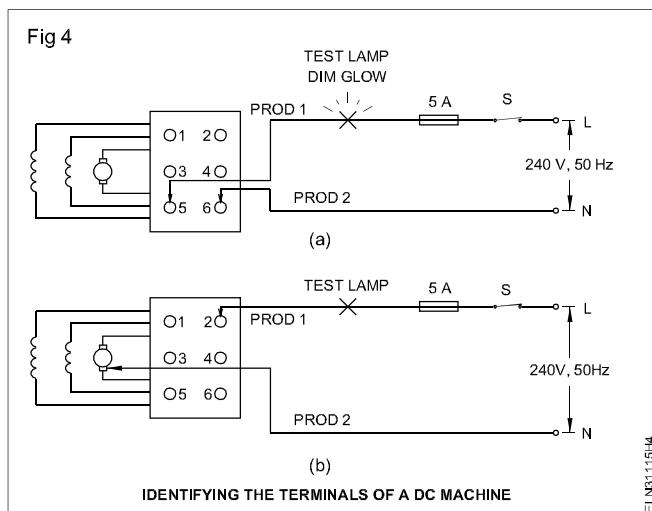 Fig 4
TEST LAMP
DIM GLOW
PROD 1
5 A
S
L
1 2
3 4
240 V, 50 Hz
5 6
PROD 2
N
(a)
TEST LAMP
5 A
S
L
1 2
PROD 1
3 4
240V, 50Hz
5 6
PROD 2
N
(b)
IDENTIFYING THE TERMINALS OF A DC MACHINE
ELN31115H4